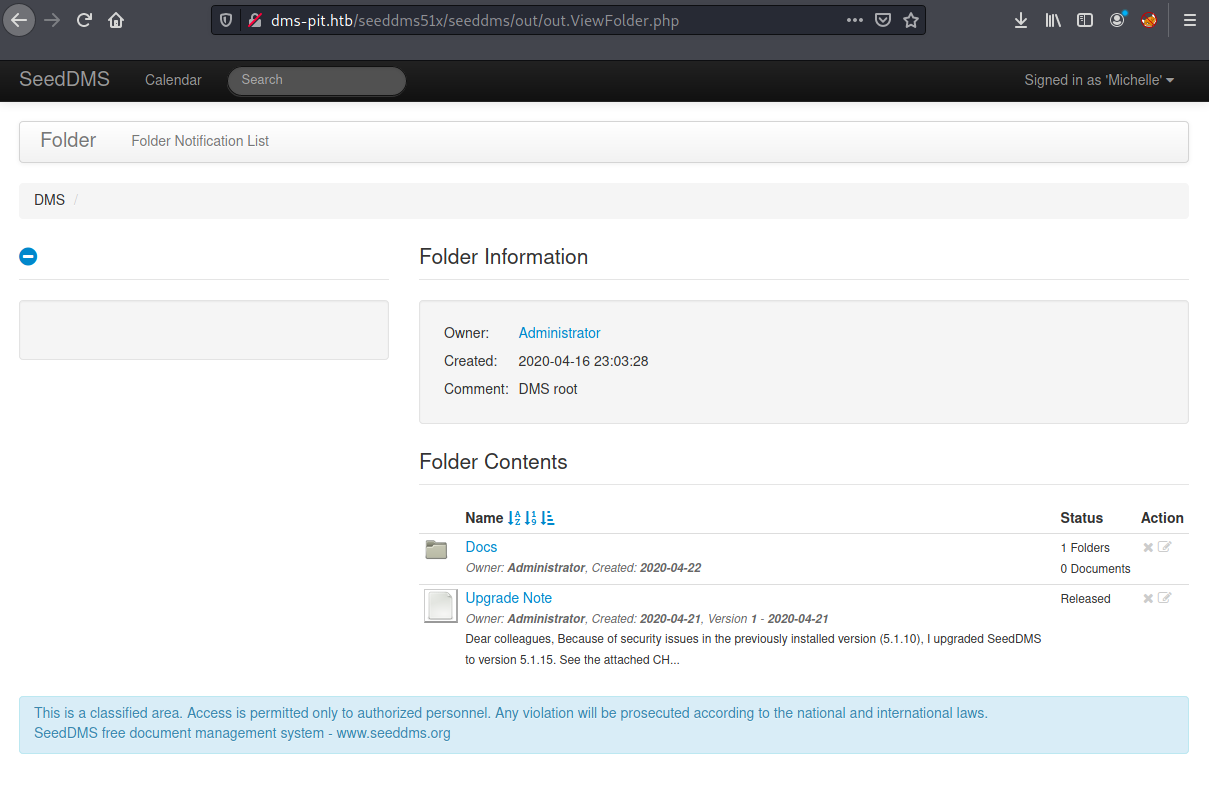 dms-pit.htb/seeddms51x/seeddms/out/out.ViewFolder.php
SeedDMS Calendar Search Signed in as 'Michelle'
Folder Folder Notification List
DMS /
Folder Information
Owner: Administrator
Created: 2020-04-16 23:03:28
Comment: DMS root
Folder Contents
Name Status Action
Docs 1 Folders
Owner: Administrator, Created: 2020-04-22 0 Documents
Upgrade Note Released
Owner: Administrator, Created: 2020-04-21, Version 1 - 2020-04-21
Dear colleagues, Because of security issues in the previously installed version (5.1.10), I upgraded SeedDMS
to version 5.1.15. See the attached CH...
This is a classified area. Access is permitted only to authorized personnel. Any violation will be prosecuted according to the national and international laws.
SeedDMS free document management system - www.seeddms.org